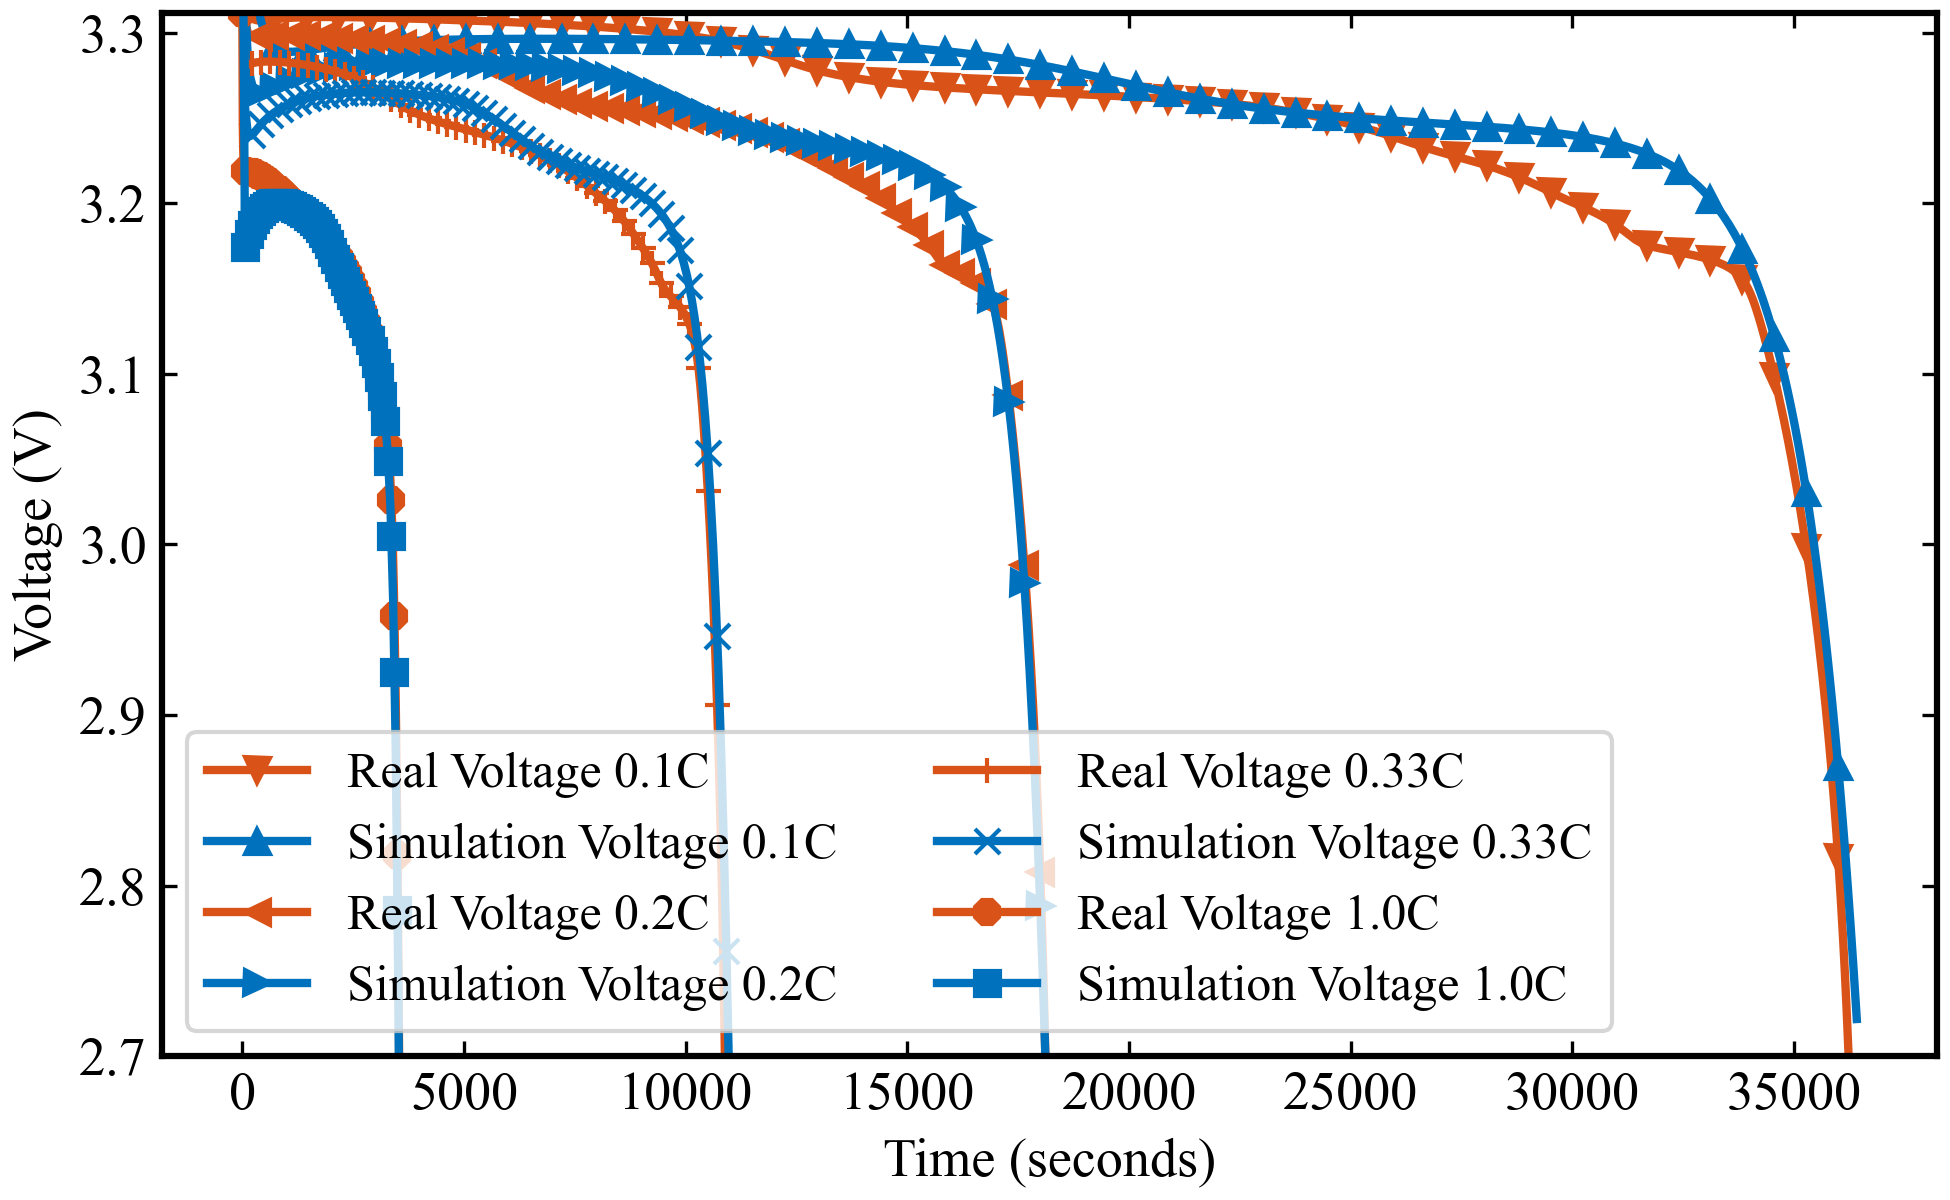 3.3
3.2
3.1
3.0
2.9
2.8
2.7
Voltage (V)
Real Voltage 0.1C
Simulation Voltage 0.1C
Real Voltage 0.2C
Simulation Voltage 0.2C
Real Voltage 0.33C
Simulation Voltage 0.33C
Real Voltage 1.0C
Simulation Voltage 1.0C
0 5000 10000 15000 20000 25000 30000 35000
Time (seconds)